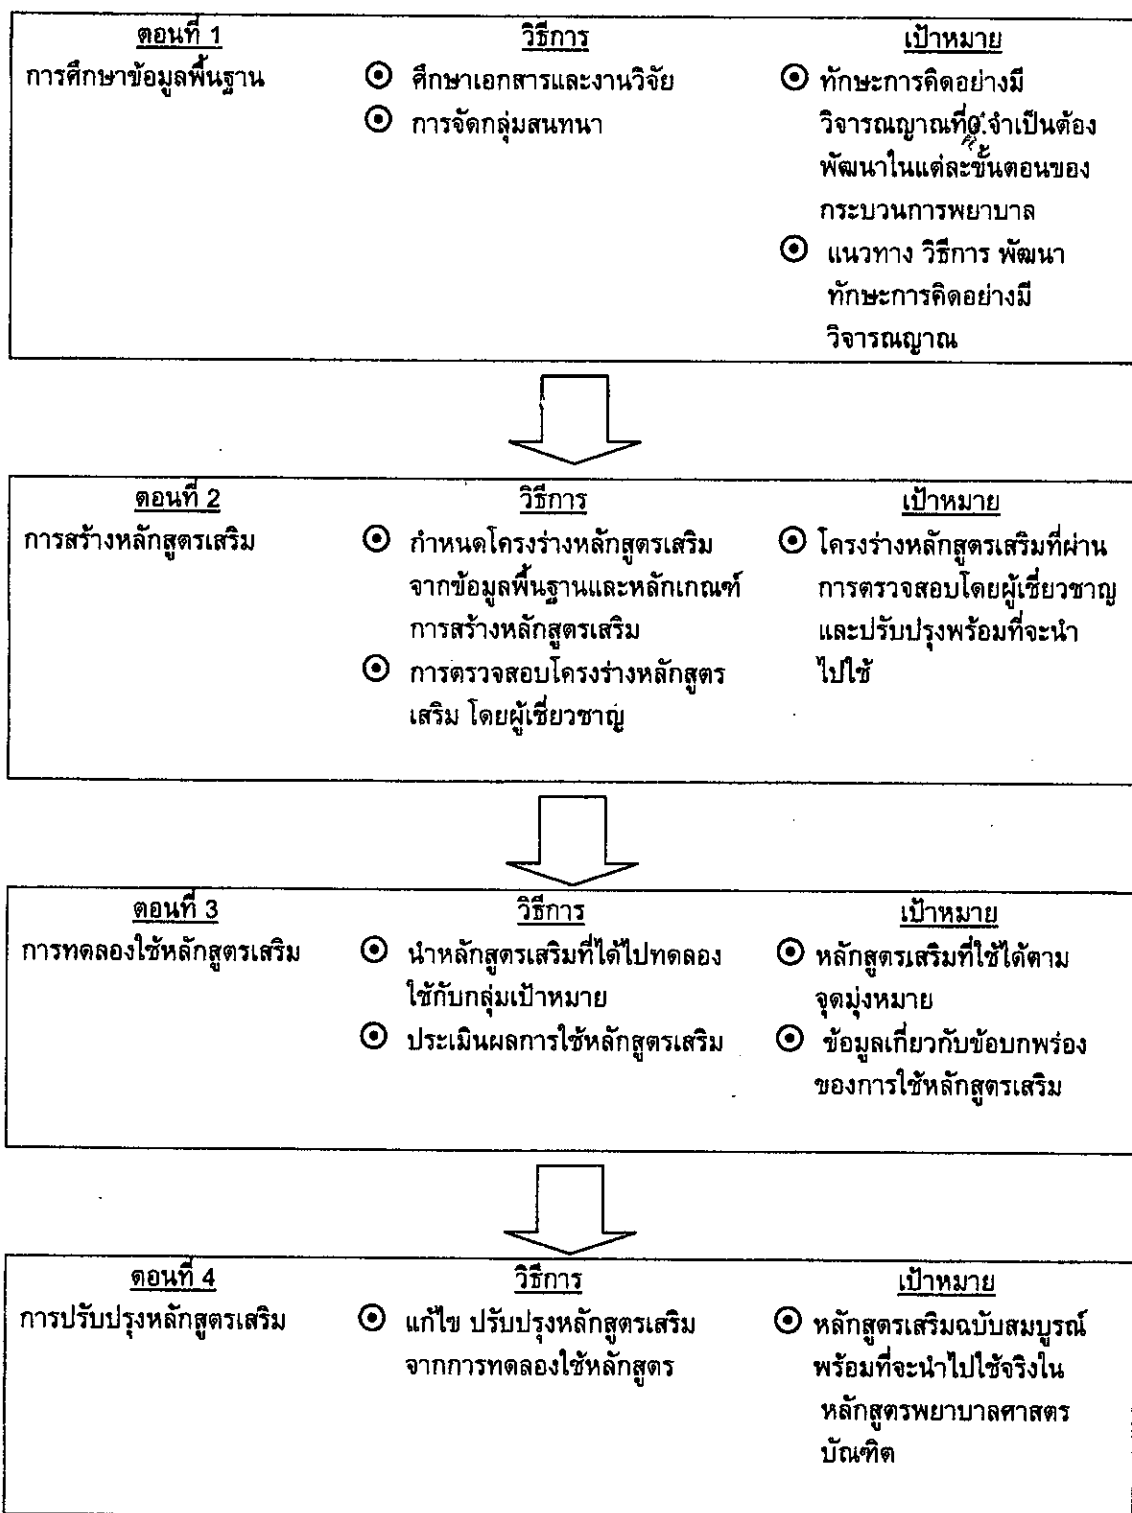 ตอนที่ 1
การศึกษาข้อมูลพื้นฐาน
วิธีการ
ศึกษาเอกสารและงานวิจัย
การจัดกลุ่มสนทนา
เป้าหมาย
ทักษะการคิดอย่างมี
วิจารณญาณที่จำเป็นต้อง
พัฒนาในแต่ละขั้นตอนของ
กระบวนการพยาบาล
แนวทาง วิธีการ พัฒนา
ทักษะการคิดอย่างมี
วิจารณญาณ
ตอนที่ 2
การสร้างหลักสูตรเสริม
วิธีการ
กำหนดโครงร่างหลักสูตรเสริม
จากข้อมูลพื้นฐานและหลักเกณฑ์
การสร้างหลักสูตรเสริม
การตรวจสอบโครงร่างหลักสูตร
เสริม โดยผู้เชี่ยวชาญ
เป้าหมาย
โครงร่างหลักสูตรเสริมที่ผ่าน
การตรวจสอบโดยผู้เชี่ยวชาญ
และปรับปรุงพร้อมที่จะนำ
ไปใช้
ตอนที่ 3
การทดลองใช้หลักสูตรเสริม
วิธีการ
นำหลักสูตรเสริมที่ได้ไปทดลอง
ใช้กับกลุ่มเป้าหมาย
ประเมินผลการใช้หลักสูตรเสริม
เป้าหมาย
หลักสูตรเสริมที่ใช้ได้ตาม
จุดมุ่งหมาย
ข้อมูลเกี่ยวกับข้อบกพร่อง
ของการใช้หลักสูตรเสริม
ตอนที่ 4
การปรับปรุงหลักสูตรเสริม
วิธีการ
แก้ไข ปรับปรุงหลักสูตรเสริม
จากการทดลองใช้หลักสูตร
เป้าหมาย
หลักสูตรเสริมฉบับสมบูรณ์
พร้อมที่จะนำไปใช้จริงใน
หลักสูตรพยาบาลศาสตร
บัณฑิต